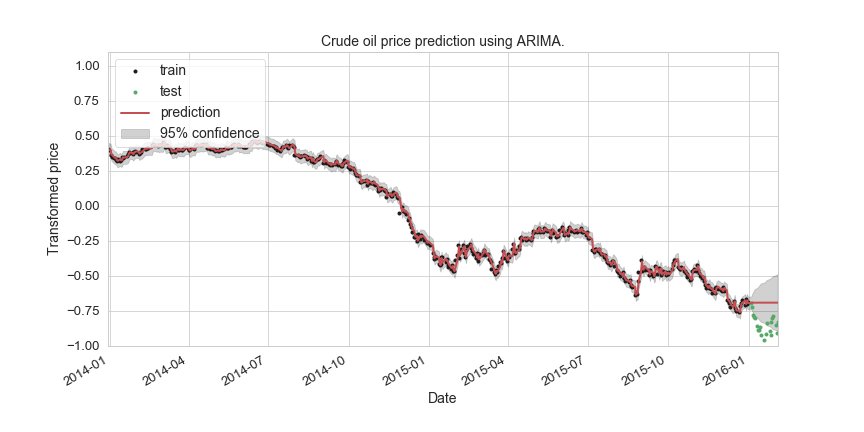 Crude oil price prediction using ARIMA.
train
test
prediction
95% confidence
Transformed price
1.00
0.75
0.50
0.25
0.00
−0.25
−0.50
−0.75
−1.00
2014-01
2014-04
2014-07
2014-10
2015-01
2015-04
2015-07
2015-10
2016-01
Date